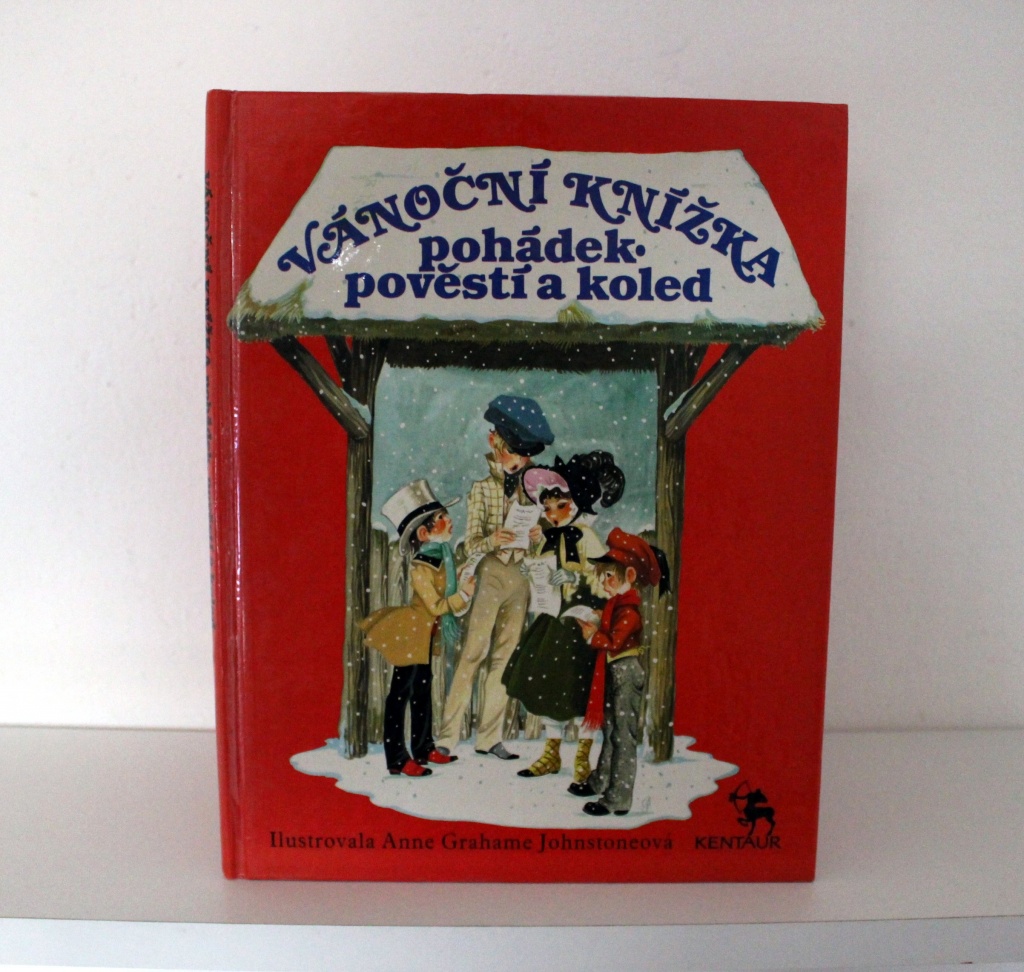 VÁNOČNÍ KNÍŽKA
pohádek·
pověstí a koled
Ilustrovala Anne Grahame Johnstoneová
KENTAUR